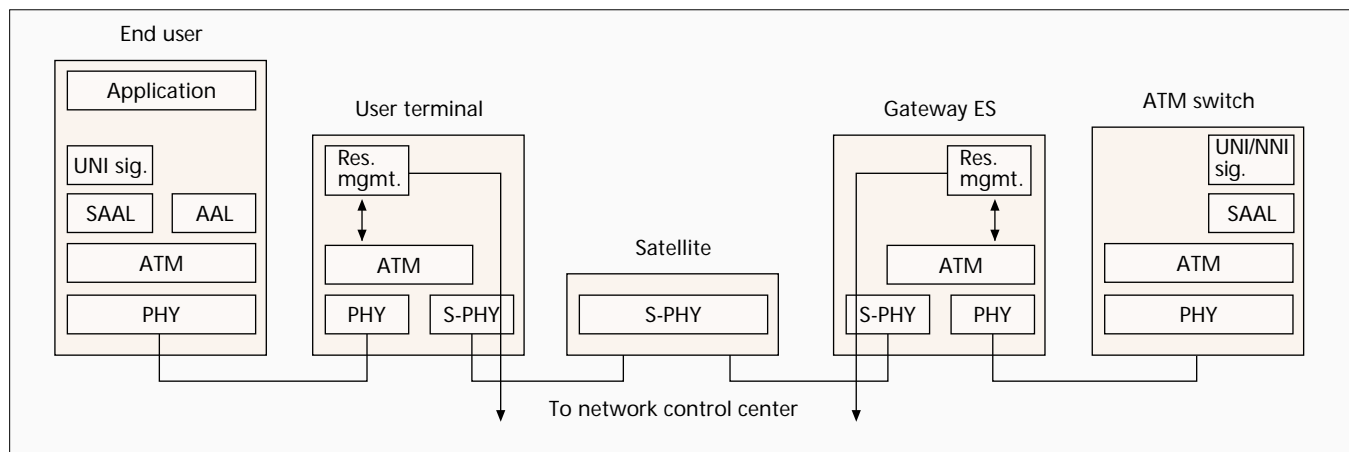 End user
Application
UNI sig.
SAAL
AAL
ATM
PHY
User terminal
Res.
mgmt.
ATM
PHY
S-PHY
Satellite
S-PHY
Gateway ES
Res.
mgmt.
ATM
S-PHY
PHY
ATM switch
UNI/NNI
sig.
SAAL
ATM
PHY
To network control center